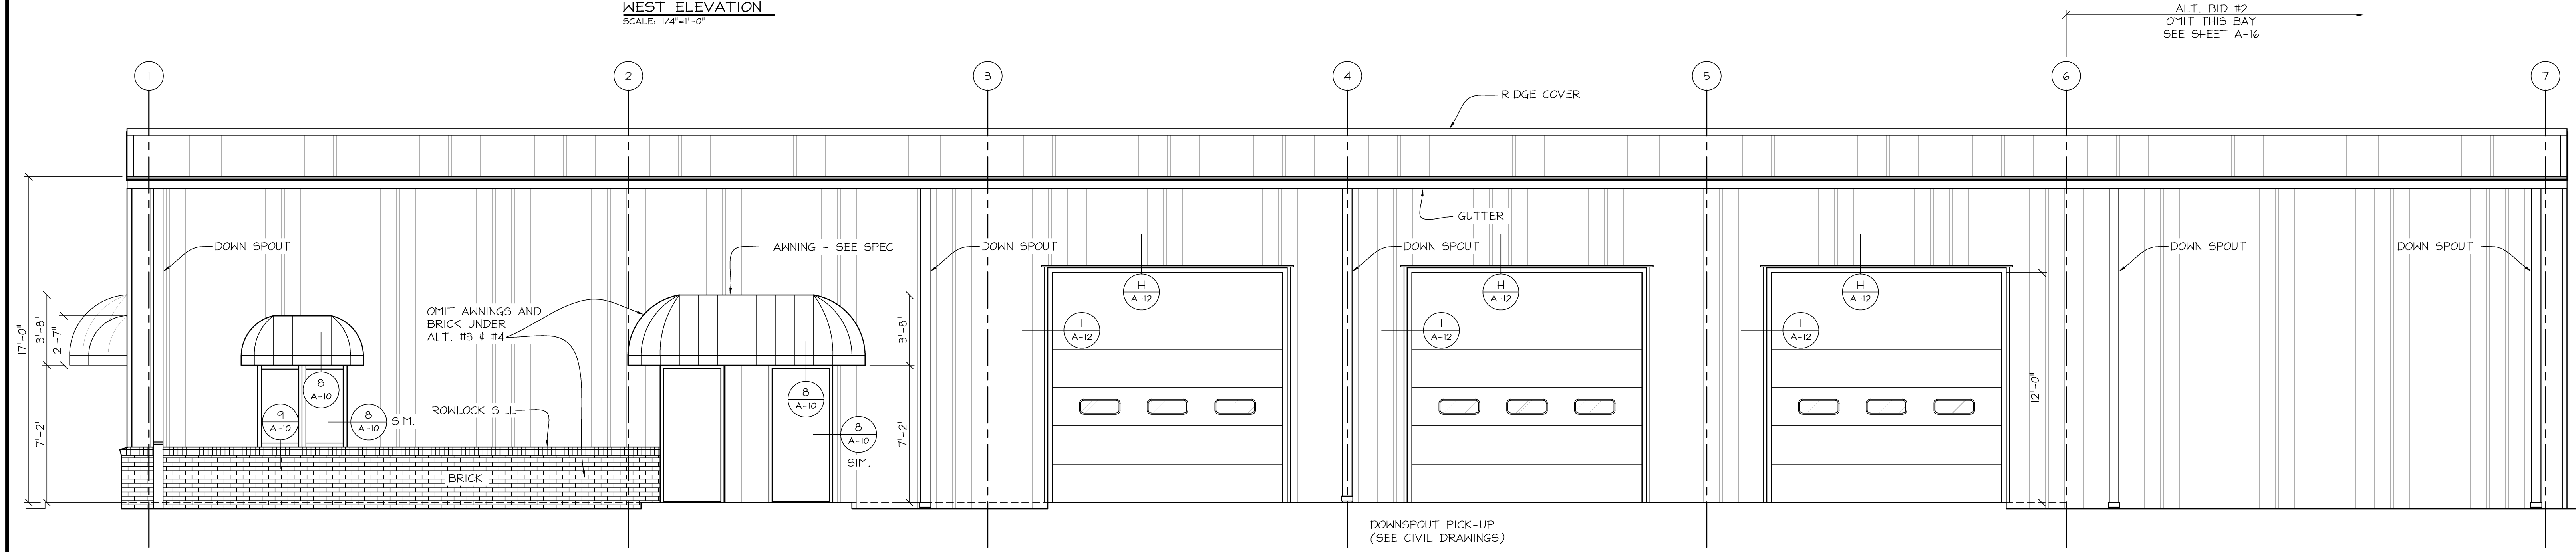 WEST ELEVATION
SCALE: 1/4"=1'-0"
ALT. BID #2
OMIT THIS BAY
SEE SHEET A-16
1
2
3
4
5
6
7
RIDGE COVER
GUTTER
DOWN SPOUT
AWNING - SEE SPEC
DOWN SPOUT
DOWN SPOUT
DOWN SPOUT
DOWN SPOUT
H
A-12
H
A-12
H
A-12
OMIT AWNINGS AND
BRICK UNDER
ALT. #3 & #4
17'-0"
3'-8"
2'-7"
7'-2"
3'-8"
7'-2"
12'-0"
I
A-12
I
A-12
I
A-12
8
A-10
9
A-10
8
A-10
SIM.
8
A-10
8
A-10
SIM.
ROWLOCK SILL
BRICK
DOWNSPOUT PICK-UP
(SEE CIVIL DRAWINGS)